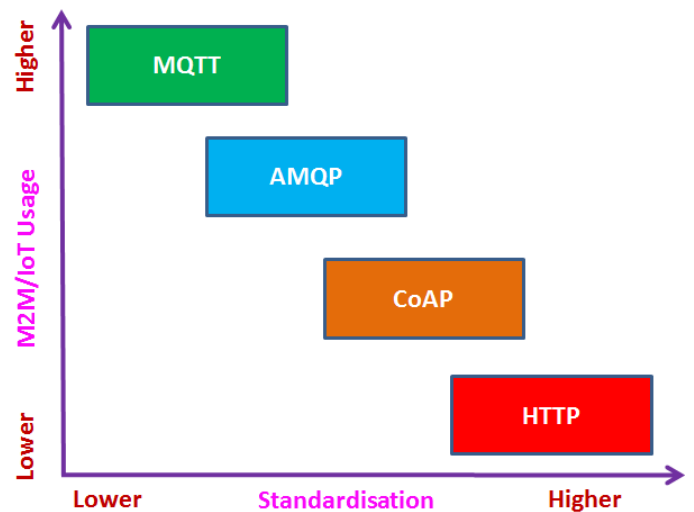 Higher
MQTT
AMQP
M2M/IoT Usage
CoAP
HTTP
Lower
Lower Standardisation Higher